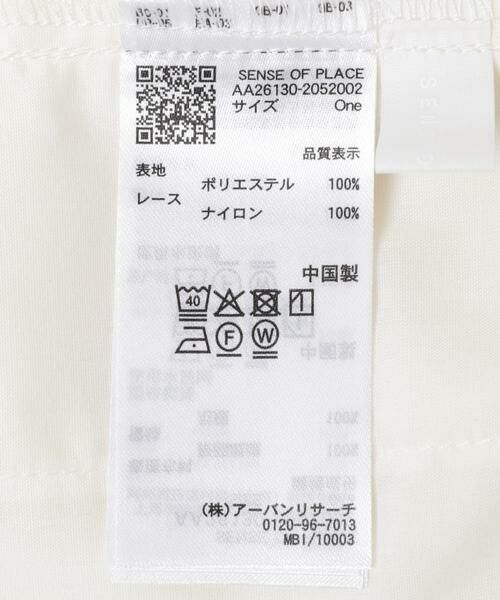 SENSE OF PLACE
AA26130-2052002
サイズ One
品質表示
表地
ポリエステル 100%
レース
ナイロン 100%
中国製
40
F W
(株)アーバンリサーチ
0120-96-7013
MBI/10003